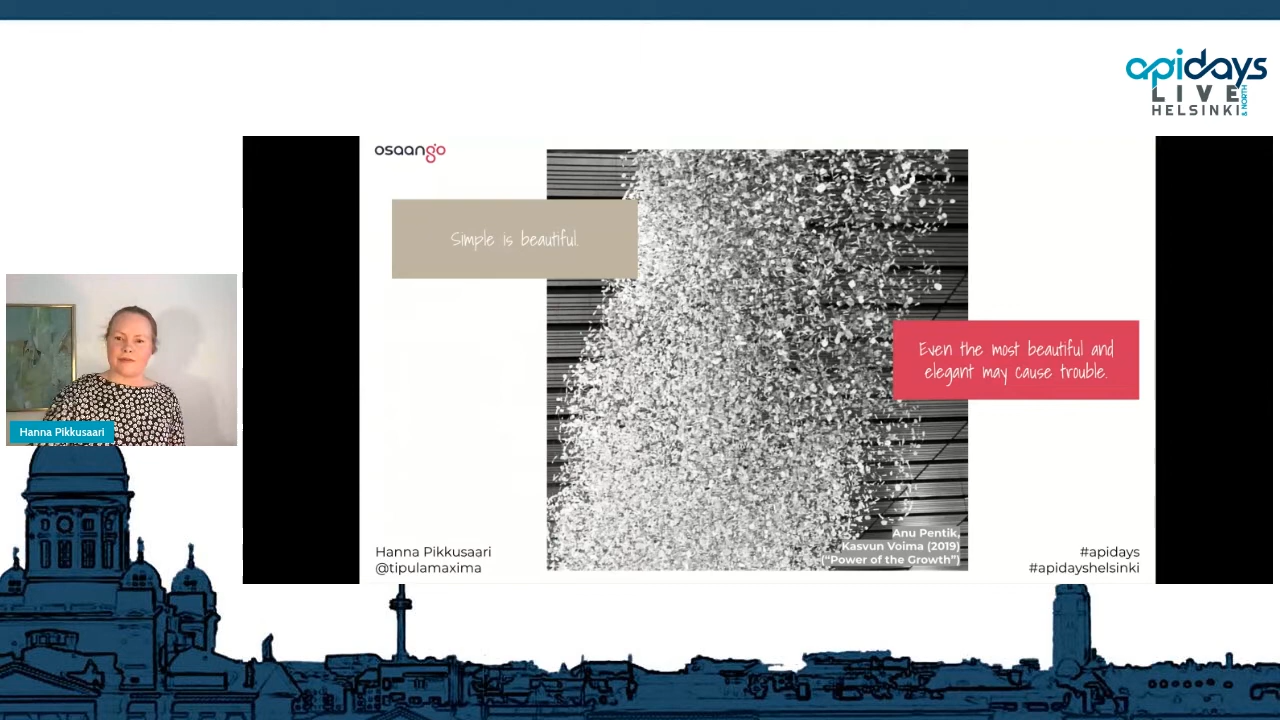 apidays
LIVE
HELSINKI
& NORTH
osaango
Simple is beautiful.
Even the most beautiful and
elegant may cause trouble.
Hanna Pikkusaari
Anu Pentik,
Kasvun Voima (2019)
("Power of the Growth")
Hanna Pikkusaari
@tipulamaxima
#apidays
#apidayshelsinki